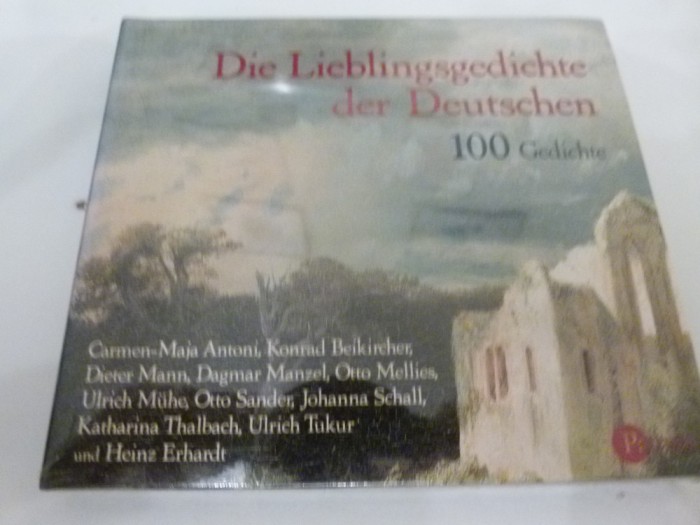 Die Lieblingsgedichte
der Deutschen
100 Gedichte
Carmen-Maja Antoni, Konrad Beikircher,
Dieter Mann, Dagmar Manzel, Otto Mellies,
Ulrich Mühe, Otto Sander, Johanna Schall,
Katharina Thalbach, Ulrich Tukur
und Heinz Erhardt